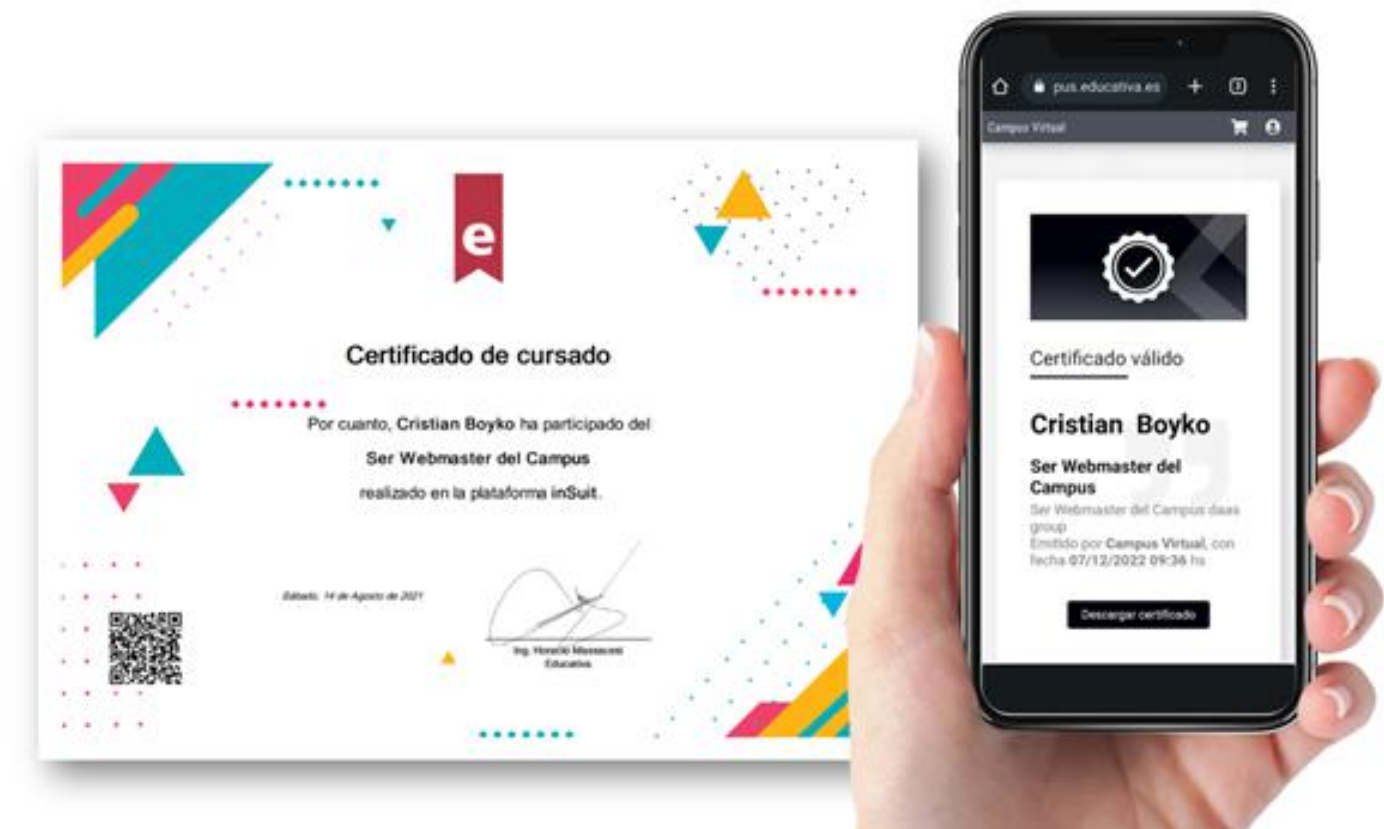 e
Certificado de cursado
Por cuanto, Cristian Boyko ha participado del
Ser Webmaster del Campus
realizado en la plataforma inSuit.
Sábado, 14 de Agosto de 2021
Ing. Horacio
Educativa
pus.educativa.es
Campus Virtual
Certificado válido
Cristian Boyko
Ser Webmaster del
Campus
Ser Webmaster del Campus daas
group
Emitido por Campus Virtual, con
fecha 07/12/2022 09:36 hs
Descargar certificado